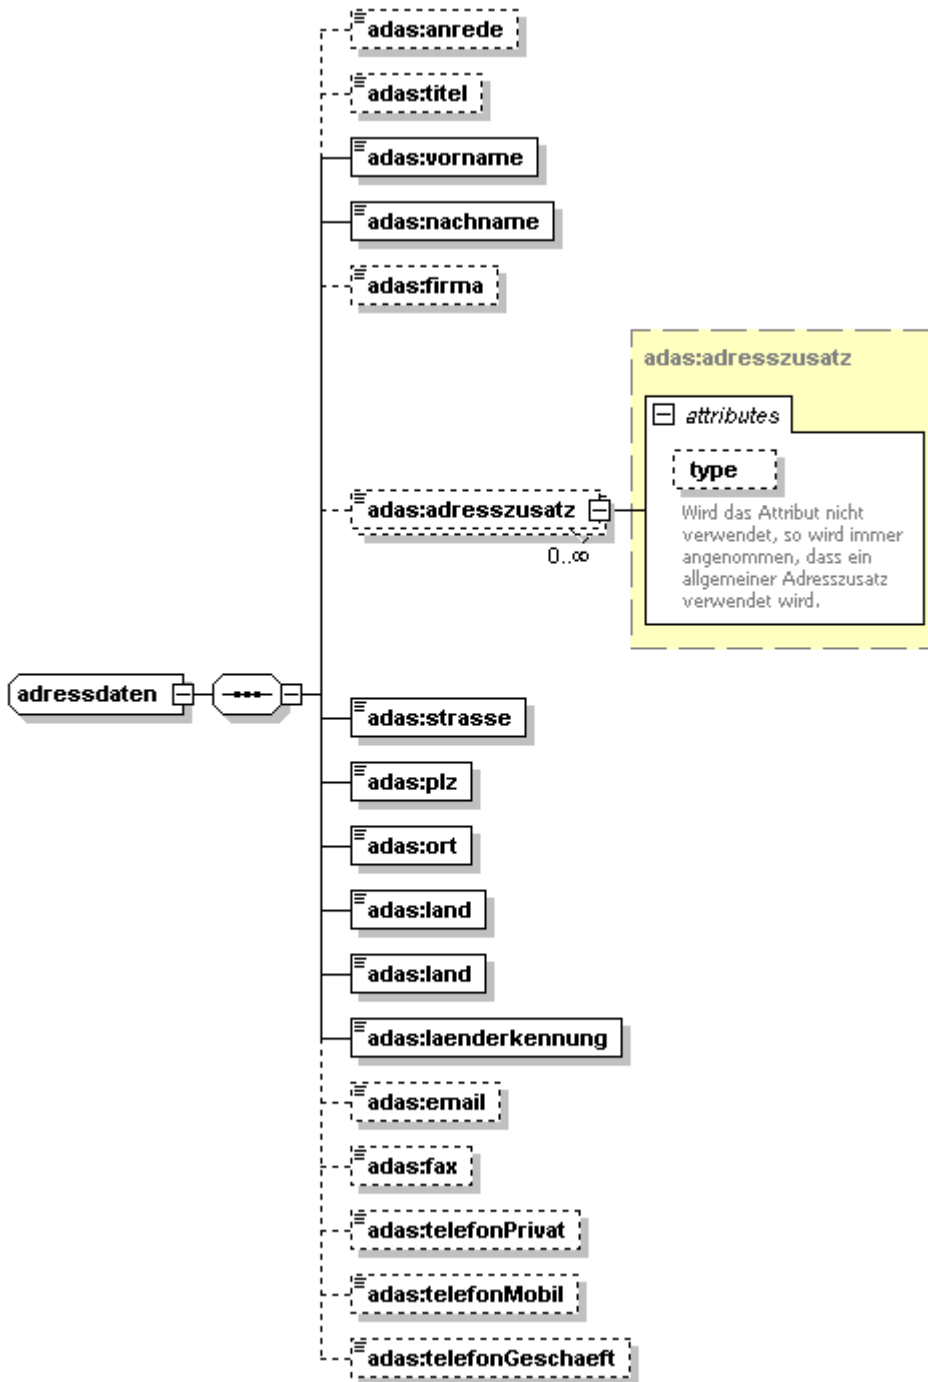 adas:anrede
adas:titel
adas:vorname
adas:nachname
adas:firma
adas:adresszusatz
attributes
type
Wird das Attribut nicht
verwendet, so wird immer
angenommen, dass ein
allgemeiner Adresszusatz
verwendet wird.
adas:adresszusatz
0..∞
adressdaten
adas:strasse
adas:plz
adas:ort
adas:land
adas:land
adas:laenderkennung
adas:email
adas:fax
adas:telefonPrivat
adas:telefonMobil
adas:telefonGeschaeft